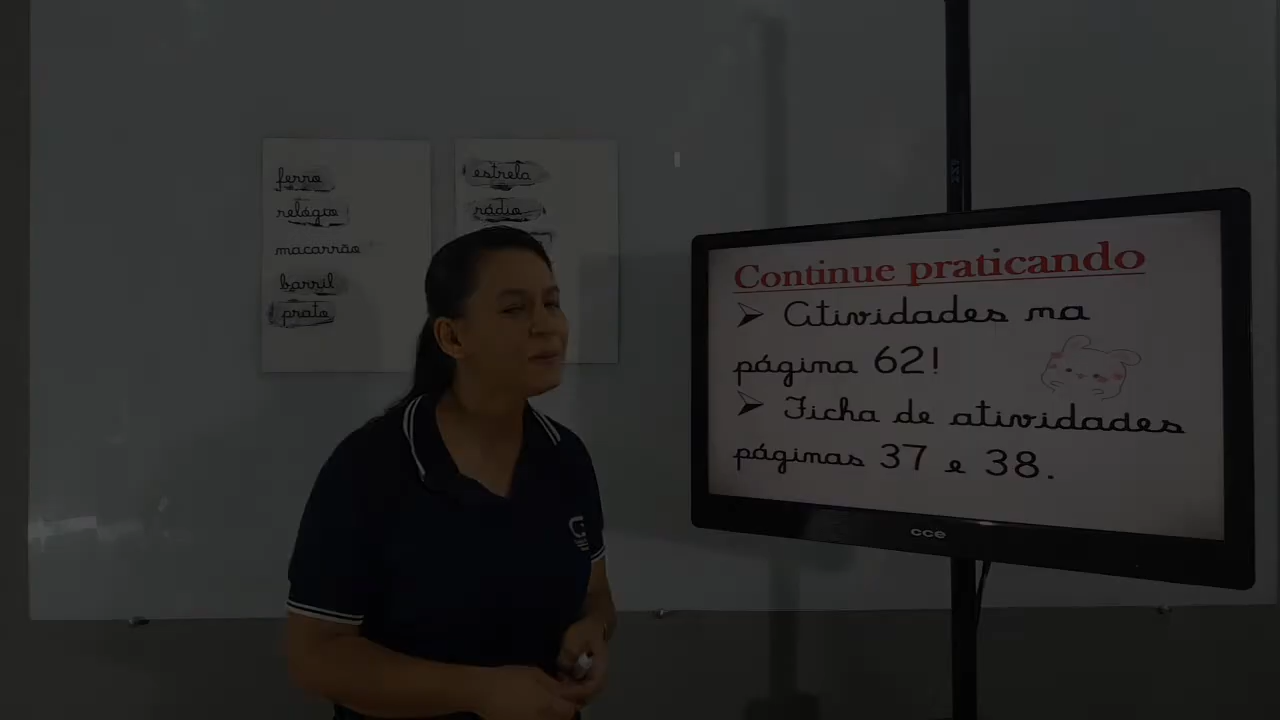 ferro
relógio
macarrão
barril
prato
estrela
rádio
Continue praticando
Atividades na
página 62!
Ficha de atividades
páginas 37 e 38.
cce